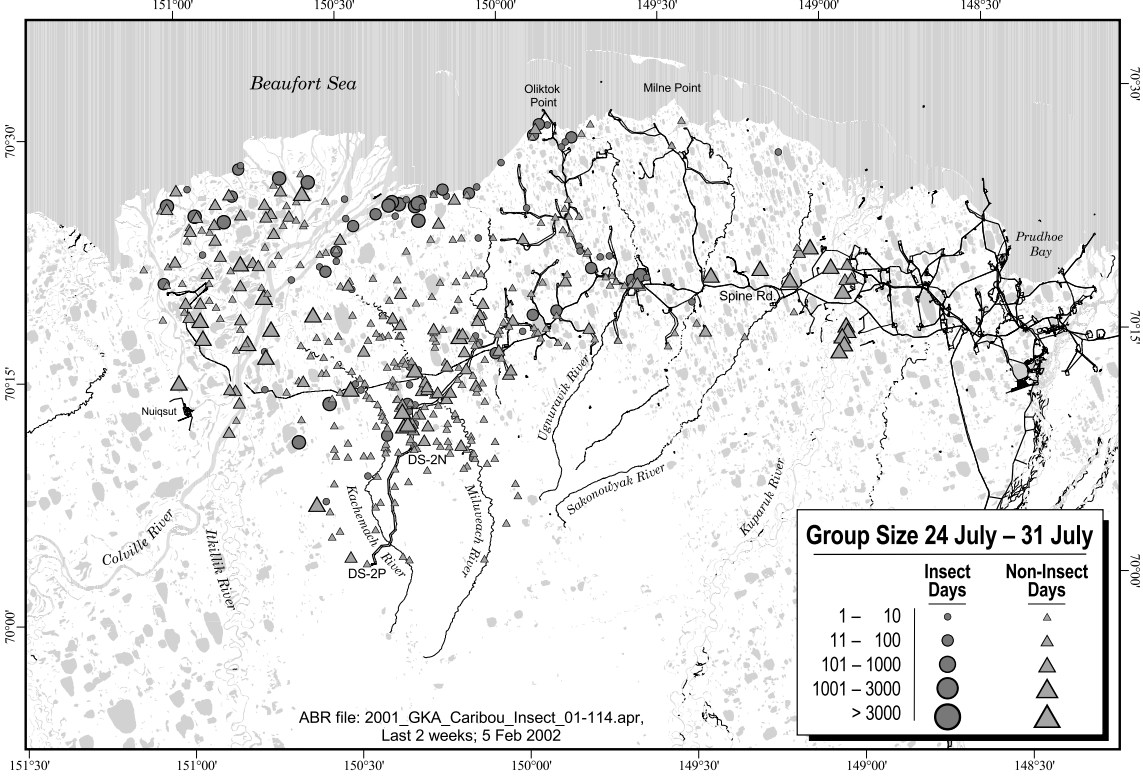 151°00' 150°30' 150°00' 149°30' 149°00' 148°30'
Beaufort Sea
Oliktok
Point
Milne Point
70°30'
70°30'
Prudhoe
Bay
Spine Rd.
70°15'
70°15'
Nuiqsut
Ugnuravik River
DS-2N
Sakonowyak River
Kachemach River
Miluveach River
Kuparuk River
Colville River
Itkillik River
DS-2P
70°00'
70°00'
Group Size 24 July – 31 July
Insect Days
Non-Insect Days
1 – 10
11 – 100
101 – 1000
1001 – 3000
> 3000
ABR file: 2001_GKA_Caribou_Insect_01-114.apr,
Last 2 weeks; 5 Feb 2002
151°30' 151°00' 150°30' 150°00' 149°30' 149°00' 148°30'